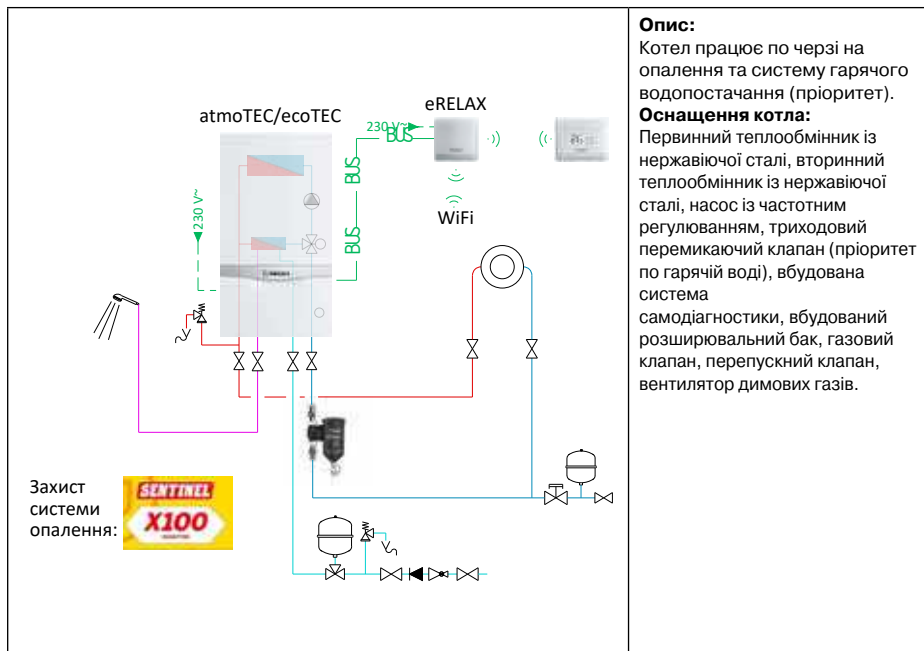 atmoTEC/ecoTEC
eRELAX
230 V~
BUS
BUS
BUS
230 V~
WiFi
Захист
системи
опалення:
SENTINEL
X100
Опис:
Котел працює по черзі на
опалення та систему гарячого
водопостачання (пріоритет).
Оснащення котла:
Первинний теплообмінник із
нержавіючої сталі, вторинний
теплообмінник із нержавіючої
сталі, насос із частотним
регулюванням, триходовий
перемикаючий клапан (пріоритет
по гарячій воді), вбудована
система
самодіагностики, вбудований
розширювальний бак, газовий
клапан, перепускний клапан,
вентилятор димових газів.